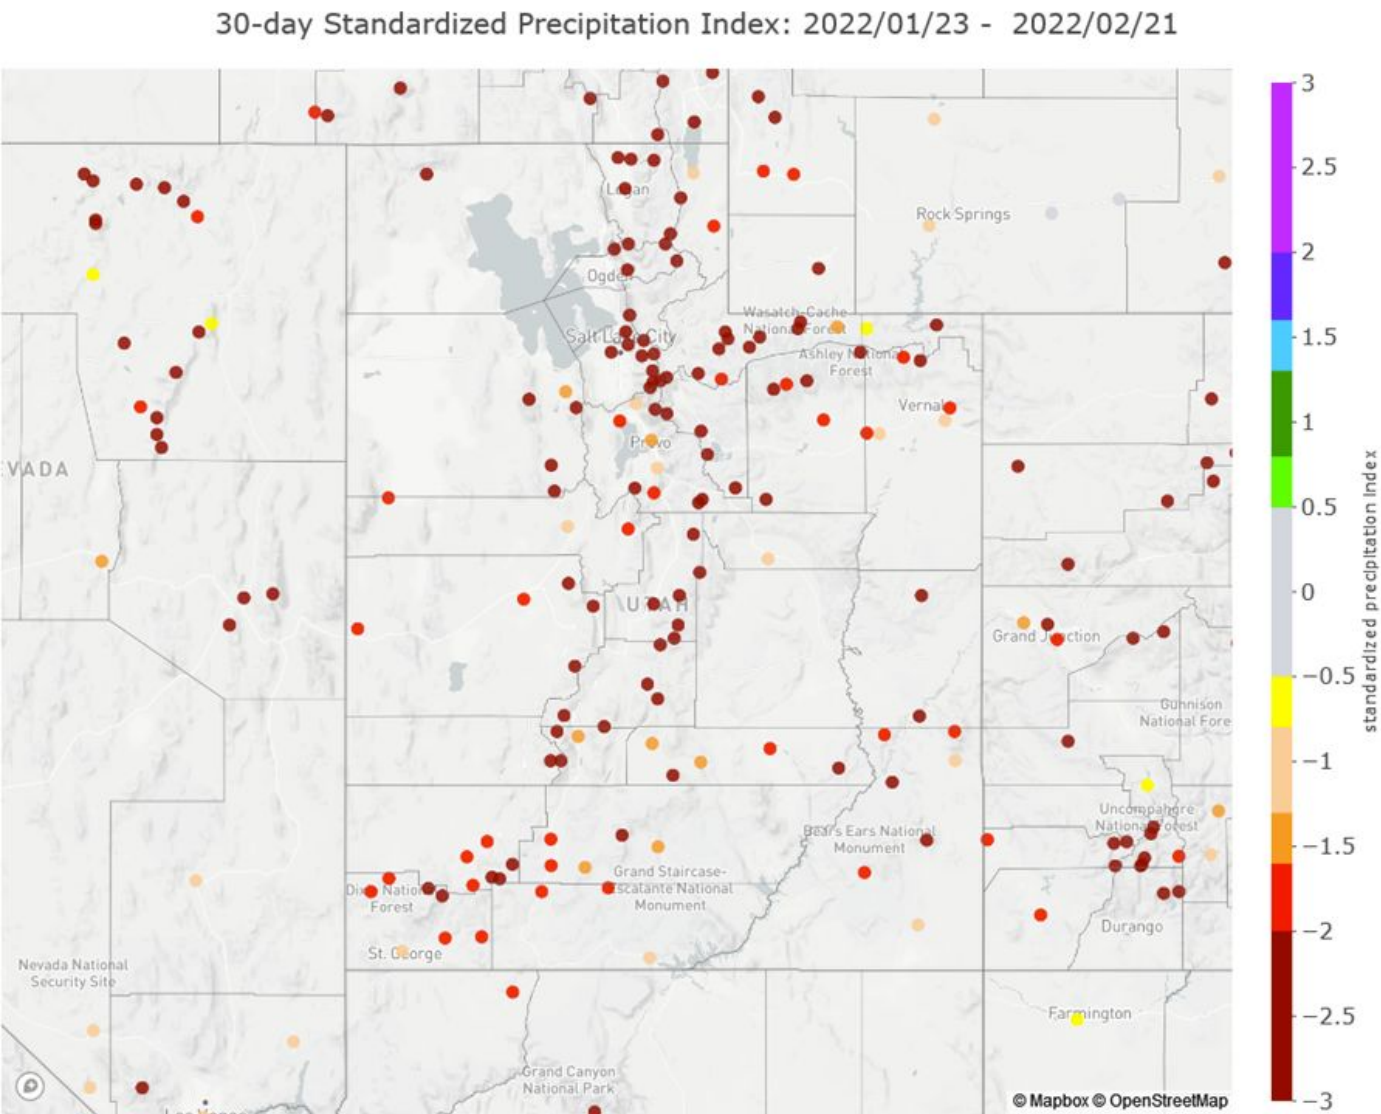 30-day Standardized Precipitation Index: 2022/01/23 - 2022/02/21
3
2.5
2
1.5
1
0.5
0
−0.5
−1
−1.5
−2
−2.5
−3
standardized precipitation index
Logan
Rock Springs
Ogden
Wasatch-Cache
National Forest
Salt Lake City
Ashley National
Forest
Vernal
Provo
EVADA
UTAH
Grand Junction
Gunnison
National Fore
Uncompahgre
National Forest
Bears Ears National
Monument
Grand Staircase-
Escalante National
Monument
Dixie National
Forest
Durango
St. George
Nevada National
Security Site
Farmington
Grand Canyon
National Park
Las Vegas
© Mapbox © OpenStreetMap